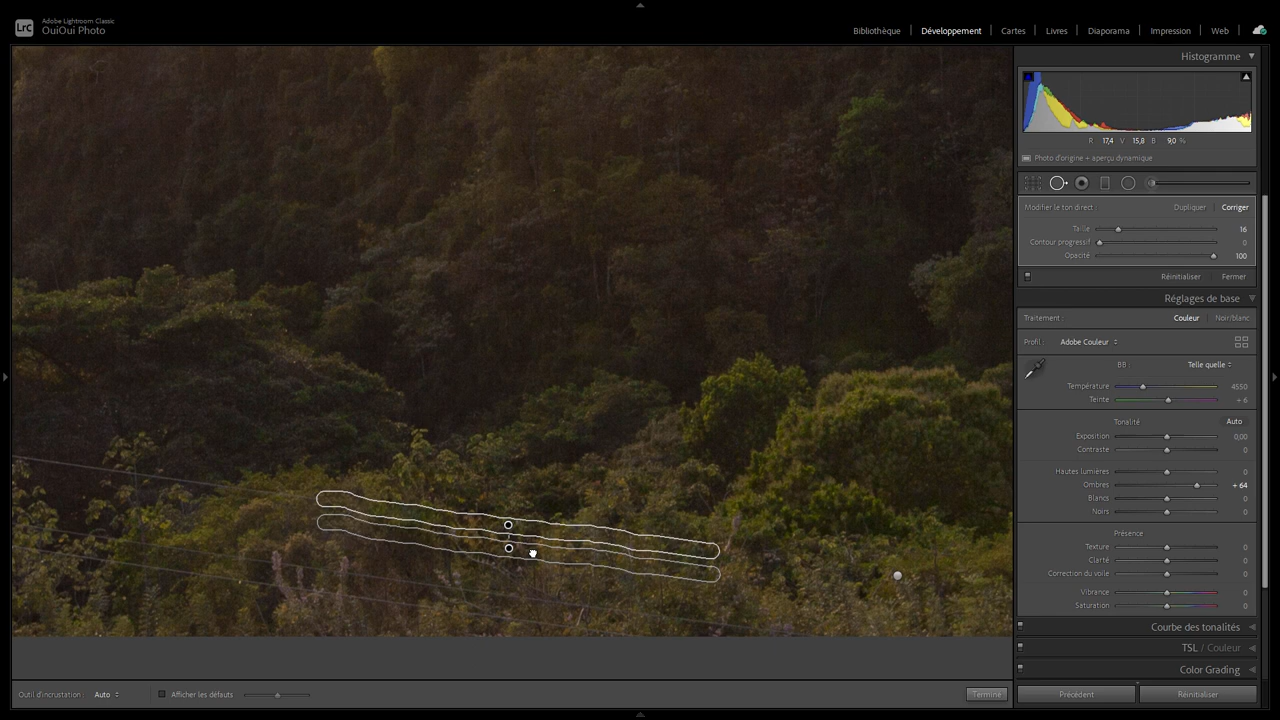 Lrc
Adobe Lightroom Classic
OuiOui Photo
Bibliothèque | Développement | Cartes | Livres | Diaporama | Impression | Web
Histogramme
R 17,4 V 15,8 B 9,0 %
Photo d'origine + aperçu dynamique
Modifier le ton direct : Dupliquer | Corriger
Taille 16
Contour progressif 0
Opacité 100
Réinitialiser Fermer
Réglages de base
Traitement : Couleur | Noir/blanc
Profil : Adobe Couleur
BB : Telle quelle
Température 4550
Teinte + 6
Tonalité Auto
Exposition 0,00
Contraste 0
Hautes lumières 0
Ombres + 64
Blancs 0
Noirs 0
Présence
Texture 0
Clarté 0
Correction du voile 0
Vibrance 0
Saturation 0
Courbe des tonalités
TSL / Couleur
Color Grading
Outil d'incrustation : Auto Afficher les défauts Terminé
Précédent Réinitialiser